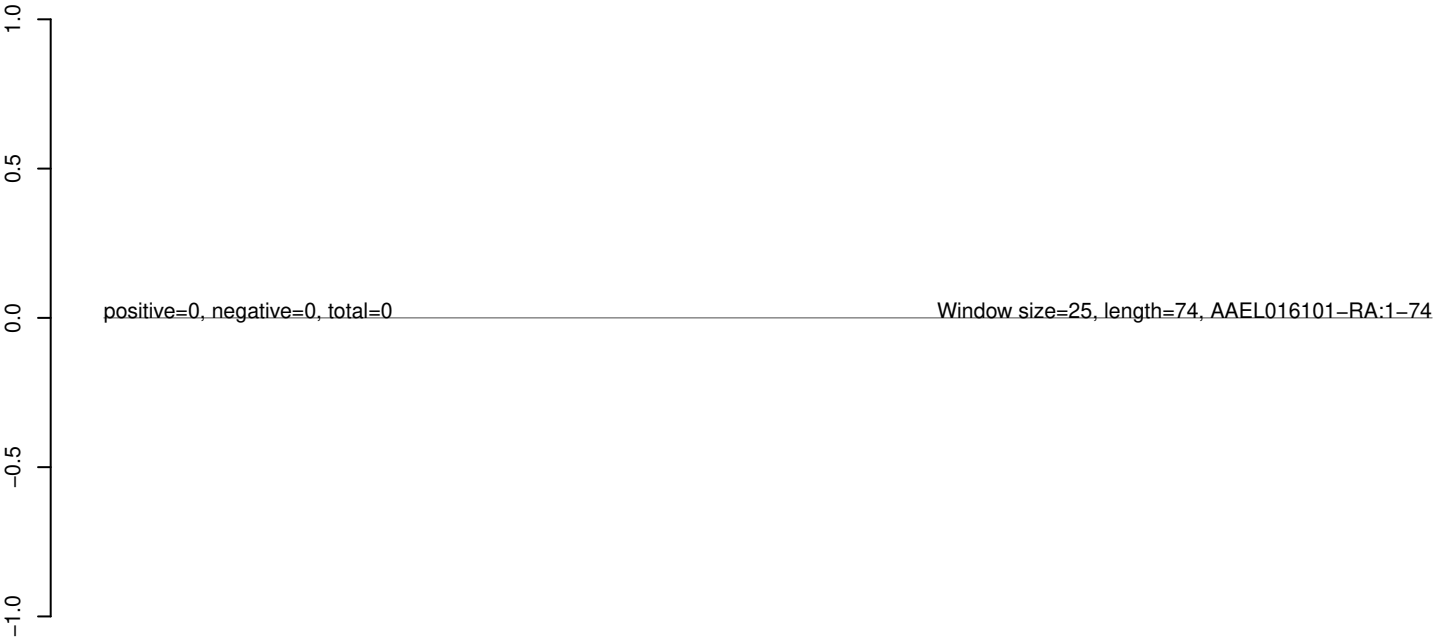 1.0
0.5
positive=0, negative=0, total=0
Window size=25, length=74, AAEL016101−RA:1−74
0.0
−0.5
−1.0